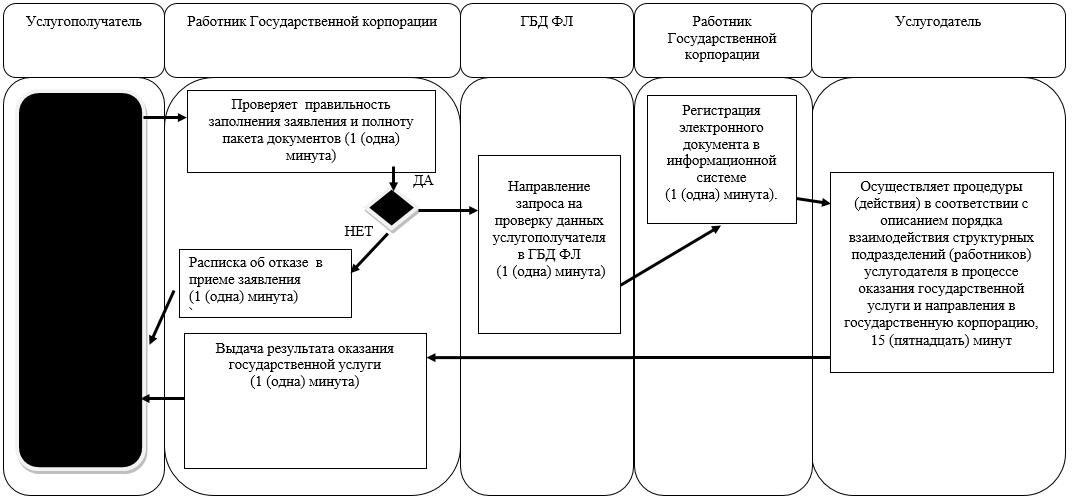 Услугополучатель
Работник Государственной корпорации
ГБД ФЛ
Работник
Государственной
корпорации
Услугодатель
Проверяет правильность
заполнения заявления и полноту
пакета документов (1 (одна)
минута)
ДА
НЕТ
Расписка об отказе в
приеме заявления
(1 (одна) минута)
`
Выдача результата оказания
государственной услуги
(1 (одна) минута)
Направление
запроса на
проверку данных
услугополучателя
в ГБД ФЛ
(1 (одна) минута)
Регистрация
электронного
документа в
информационной
системе
(1 (одна) минута).
Осуществляет процедуры
(действия) в соответствии с
описанием порядка
взаимодействия структурных
подразделений (работников)
услугодателя в процессе
оказания государственной
услуги и направления в
государственную корпорацию,
15 (пятнадцать) минут